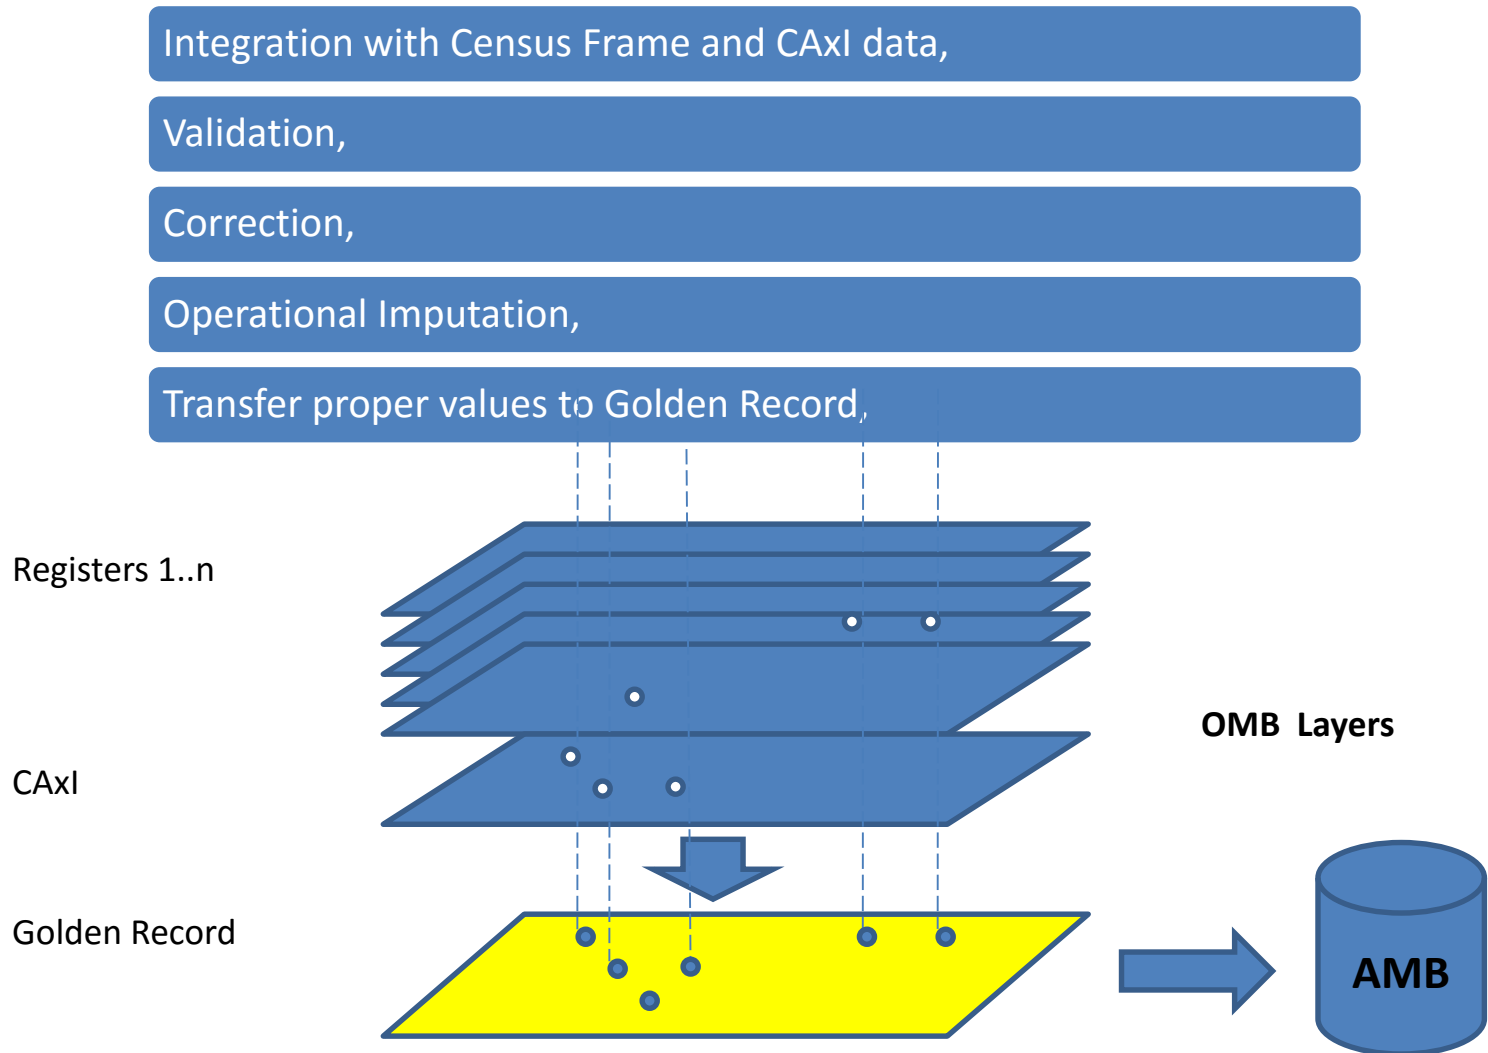 Integration with Census Frame and CAxI data,
Validation,
Correction,
Operational Imputation,
Transfer proper values to Golden Record,
Registers 1..n
OMB  Layers
CAxI
Golden Record
AMB